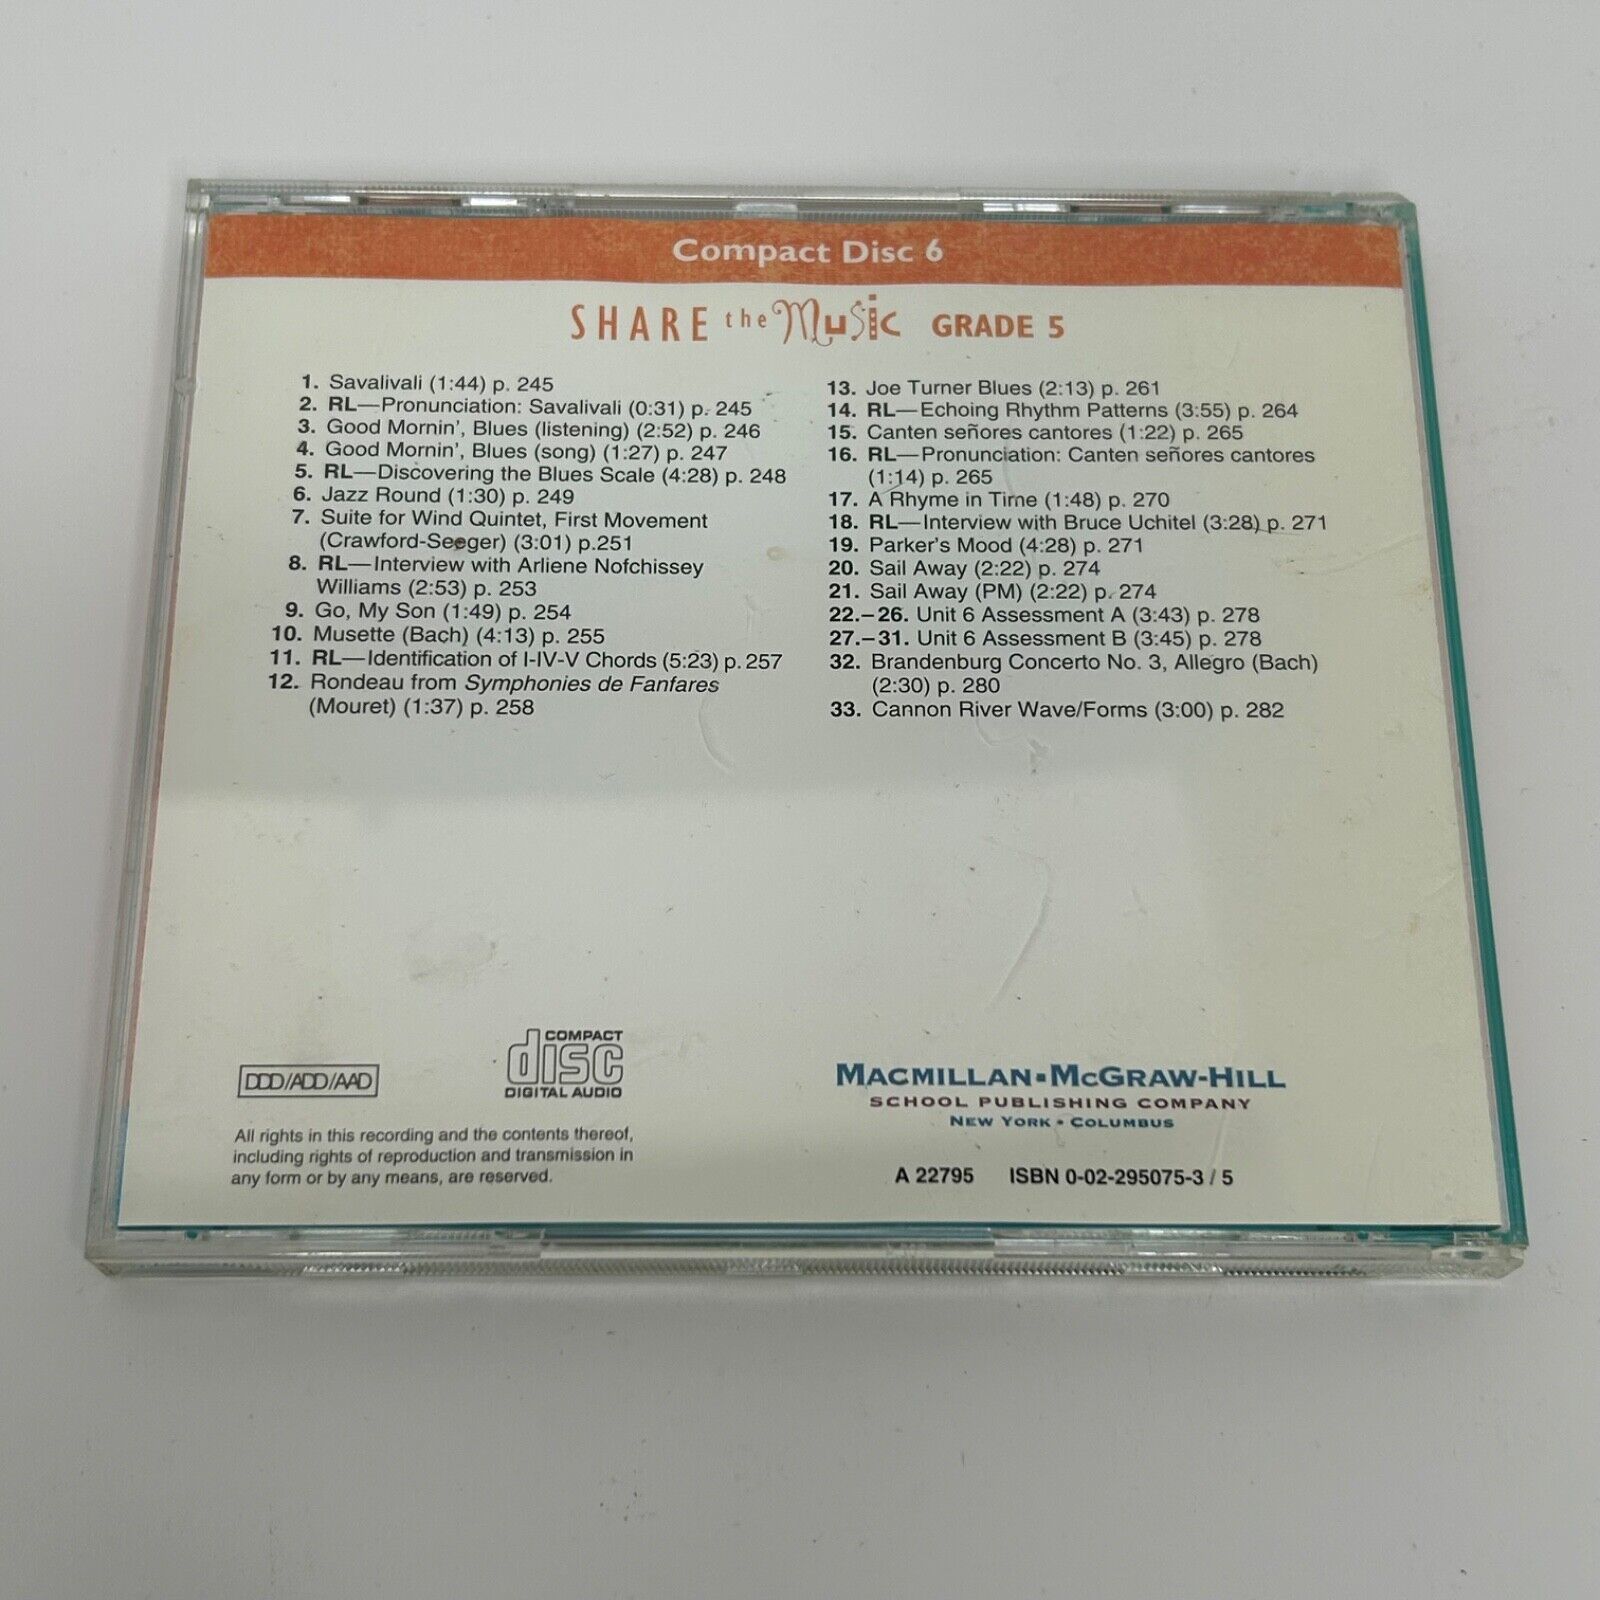 Compact Disc 6
SHARE the Music GRADE 5
1. Savalivali (1:44) p. 245
2. RL—Pronunciation: Savalivali (0:31) p. 245
3. Good Mornin', Blues (listening) (2:52) p. 246
4. Good Mornin', Blues (song) (1:27) p. 247
5. RL—Discovering the Blues Scale (4:28) p. 248
6. Jazz Round (1:30) p. 249
7. Suite for Wind Quintet, First Movement
(Crawford-Seeger) (3:01) p.251
8. RL—Interview with Arliene Nofchissey
Williams (2:53) p. 253
9. Go, My Son (1:49) p. 254
10. Musette (Bach) (4:13) p. 255
11. RL—Identification of I-IV-V Chords (5:23) p. 257
12. Rondeau from Symphonies de Fanfares
(Mouret) (1:37) p. 258
13. Joe Turner Blues (2:13) p. 261
14. RL—Echoing Rhythm Patterns (3:55) p. 264
15. Canten señores cantores (1:22) p. 265
16. RL—Pronunciation: Canten señores cantores
(1:14) p. 265
17. A Rhyme in Time (1:48) p. 270
18. RL—Interview with Bruce Uchitel (3:28) p. 271
19. Parker's Mood (4:28) p. 271
20. Sail Away (2:22) p. 274
21. Sail Away (PM) (2:22) p. 274
22.–26. Unit 6 Assessment A (3:43) p. 278
27.–31. Unit 6 Assessment B (3:45) p. 278
32. Brandenburg Concerto No. 3, Allegro (Bach)
(2:30) p. 280
33. Cannon River Wave/Forms (3:00) p. 282
DDD/ADD/AAD
COMPACT
disc
DIGITAL AUDIO
All rights in this recording and the contents thereof,
including rights of reproduction and transmission in
any form or by any means, are reserved.
MACMILLAN•MCGRAW-HILL
SCHOOL PUBLISHING COMPANY
NEW YORK • COLUMBUS
A 22795 ISBN 0-02-295075-3 / 5